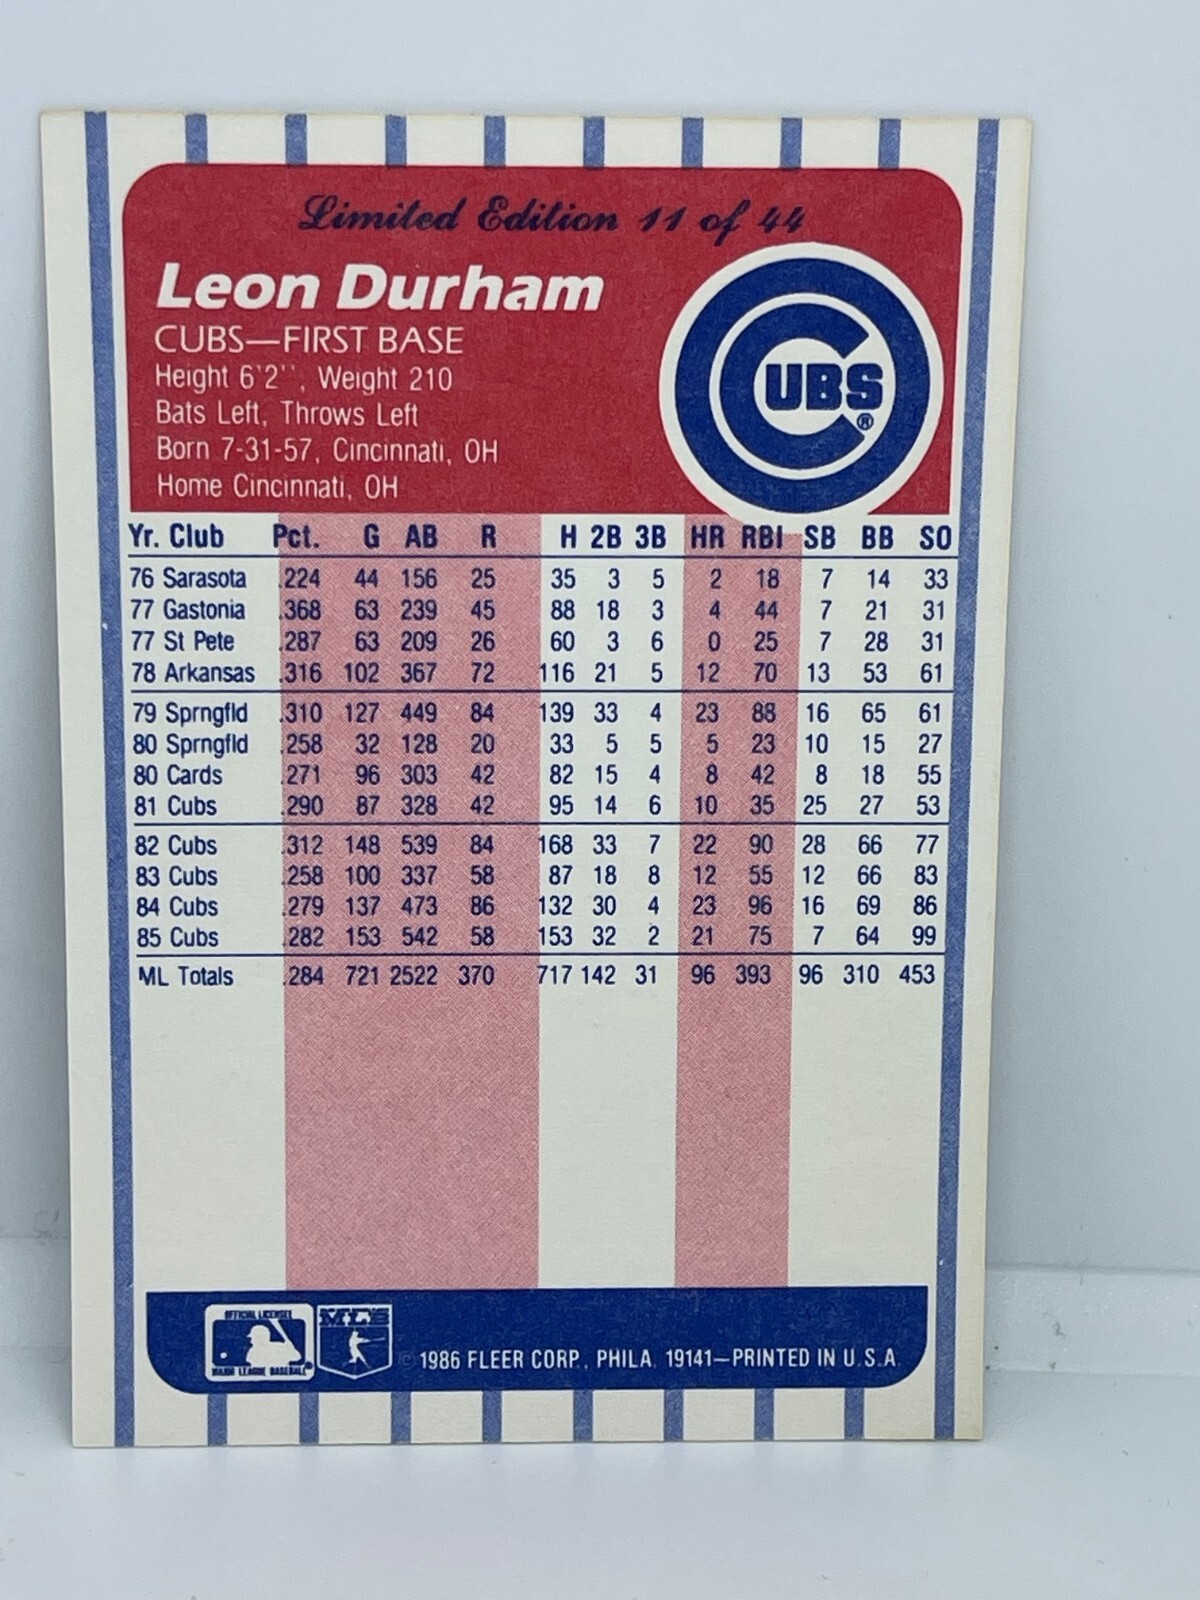 Limited Edition 11 of 44
Leon Durham
CUBS—FIRST BASE
Height 6'2'', Weight 210
Bats Left, Throws Left
Born 7-31-57, Cincinnati, OH
Home Cincinnati, OH
CUBS®
Yr. Club Pct. G AB R H 2B 3B HR RBI SB BB SO
76 Sarasota .224 44 156 25 35 3 5 2 18 7 14 33
77 Gastonia .368 63 239 45 88 18 3 4 44 7 21 31
77 St Pete .287 63 209 26 60 3 6 0 25 7 28 31
78 Arkansas .316 102 367 72 116 21 5 12 70 13 53 61
79 Sprngfld .310 127 449 84 139 33 4 23 88 16 65 61
80 Sprngfld .258 32 128 20 33 5 5 5 23 10 15 27
80 Cards .271 96 303 42 82 15 4 8 42 8 18 55
81 Cubs .290 87 328 42 95 14 6 10 35 25 27 53
82 Cubs .312 148 539 84 168 33 7 22 90 28 66 77
83 Cubs .258 100 337 58 87 18 8 12 55 12 66 83
84 Cubs .279 137 473 86 132 30 4 23 96 16 69 86
85 Cubs .282 153 542 58 153 32 2 21 75 7 64 99
ML Totals .284 721 2522 370 717 142 31 96 393 96 310 453
OFFICIAL LICENSEE
MAJOR LEAGUE BASEBALL®
© 1986 FLEER CORP., PHILA. 19141—PRINTED IN U.S.A.